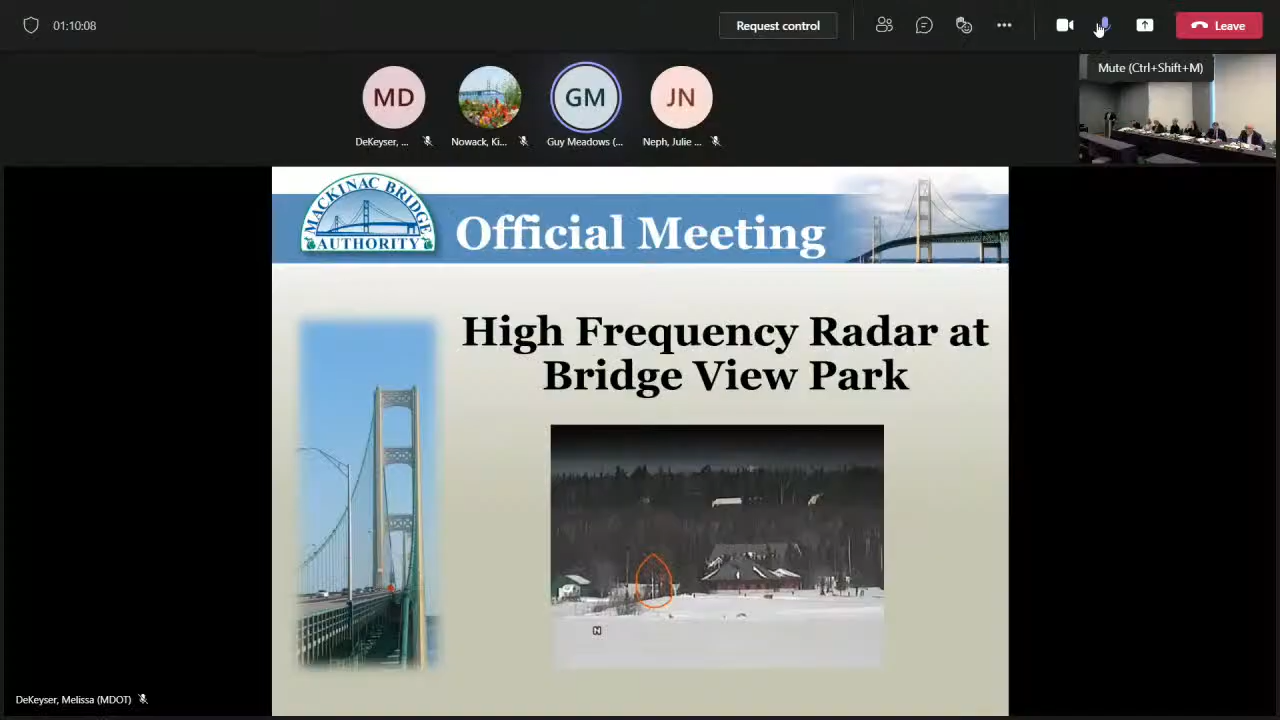 01:10:08
Request control
Leave
Mute (Ctrl+Shift+M)
MD
GM
JN
DeKeyser, ...
Nowack, Ki...
Guy Meadows (...
Neph, Julie ...
MACKINAC BRIDGE
AUTHORITY
Official Meeting
High Frequency Radar at
Bridge View Park
N
DeKeyser, Melissa (MDOT)